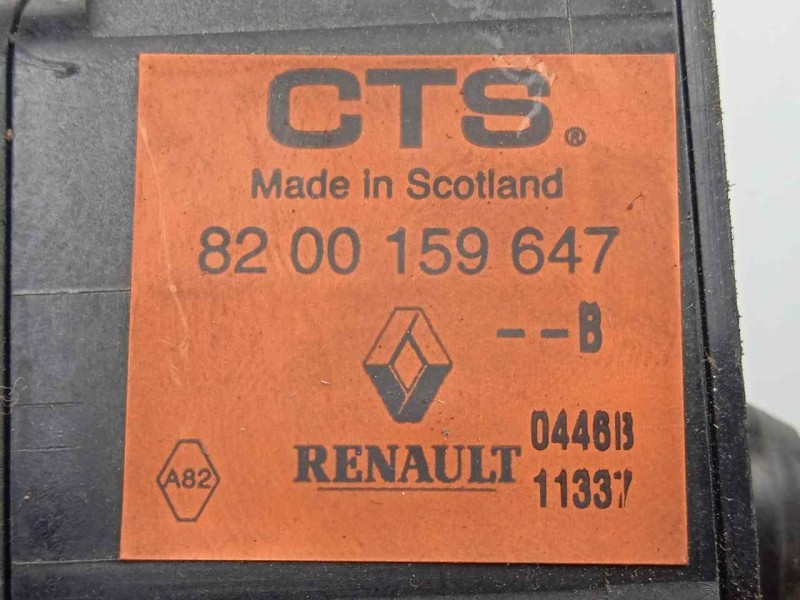 CTS®
Made in Scotland
82 00 159 647
--B
A82
RENAULT
0446B
11337